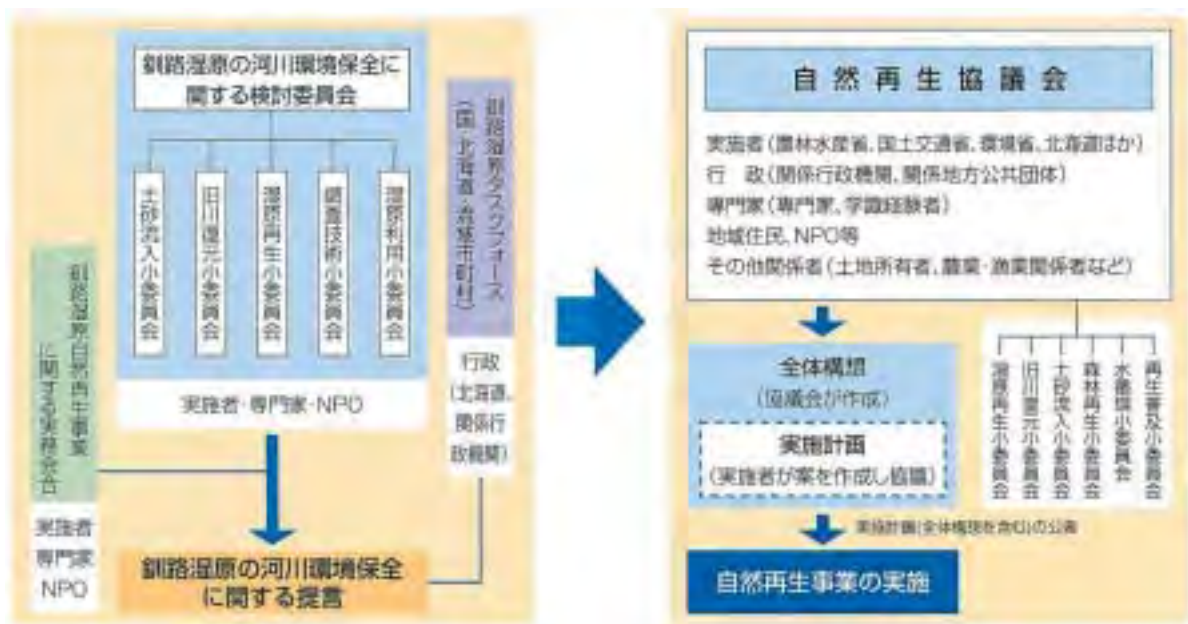 釧路湿原の河川環境保全に
関する検討委員会
土砂流入小委員会
旧川復元小委員会
湿原再生小委員会
調査技術小委員会
湿原利用小委員会
実施者・専門家・NPO
釧路湿原自然再生事業
に関する実務会合
実施者
専門家
NPO
釧路湿原タスクフォース
(国・北海道・流域市町村)
行政
(北海道、
関係行
政機関)
釧路湿原の河川環境保全
に関する提言
自然再生協議会
実施者(農林水産省、国土交通省、環境省、北海道ほか)
行 政(関係行政機関、関係地方公共団体)
専門家(専門家、学識経験者)
地域住民、NPO等
その他関係者(土地所有者、農業・漁業関係者など)
全体構想
(協議会が作成)
実施計画
(実施者が案を作成し協議)
湿原再生小委員会
旧川復元小委員会
土砂流入小委員会
森林再生小委員会
水循環小委員会
再生普及小委員会
実施計画(全体構想を含む)の公表
自然再生事業の実施